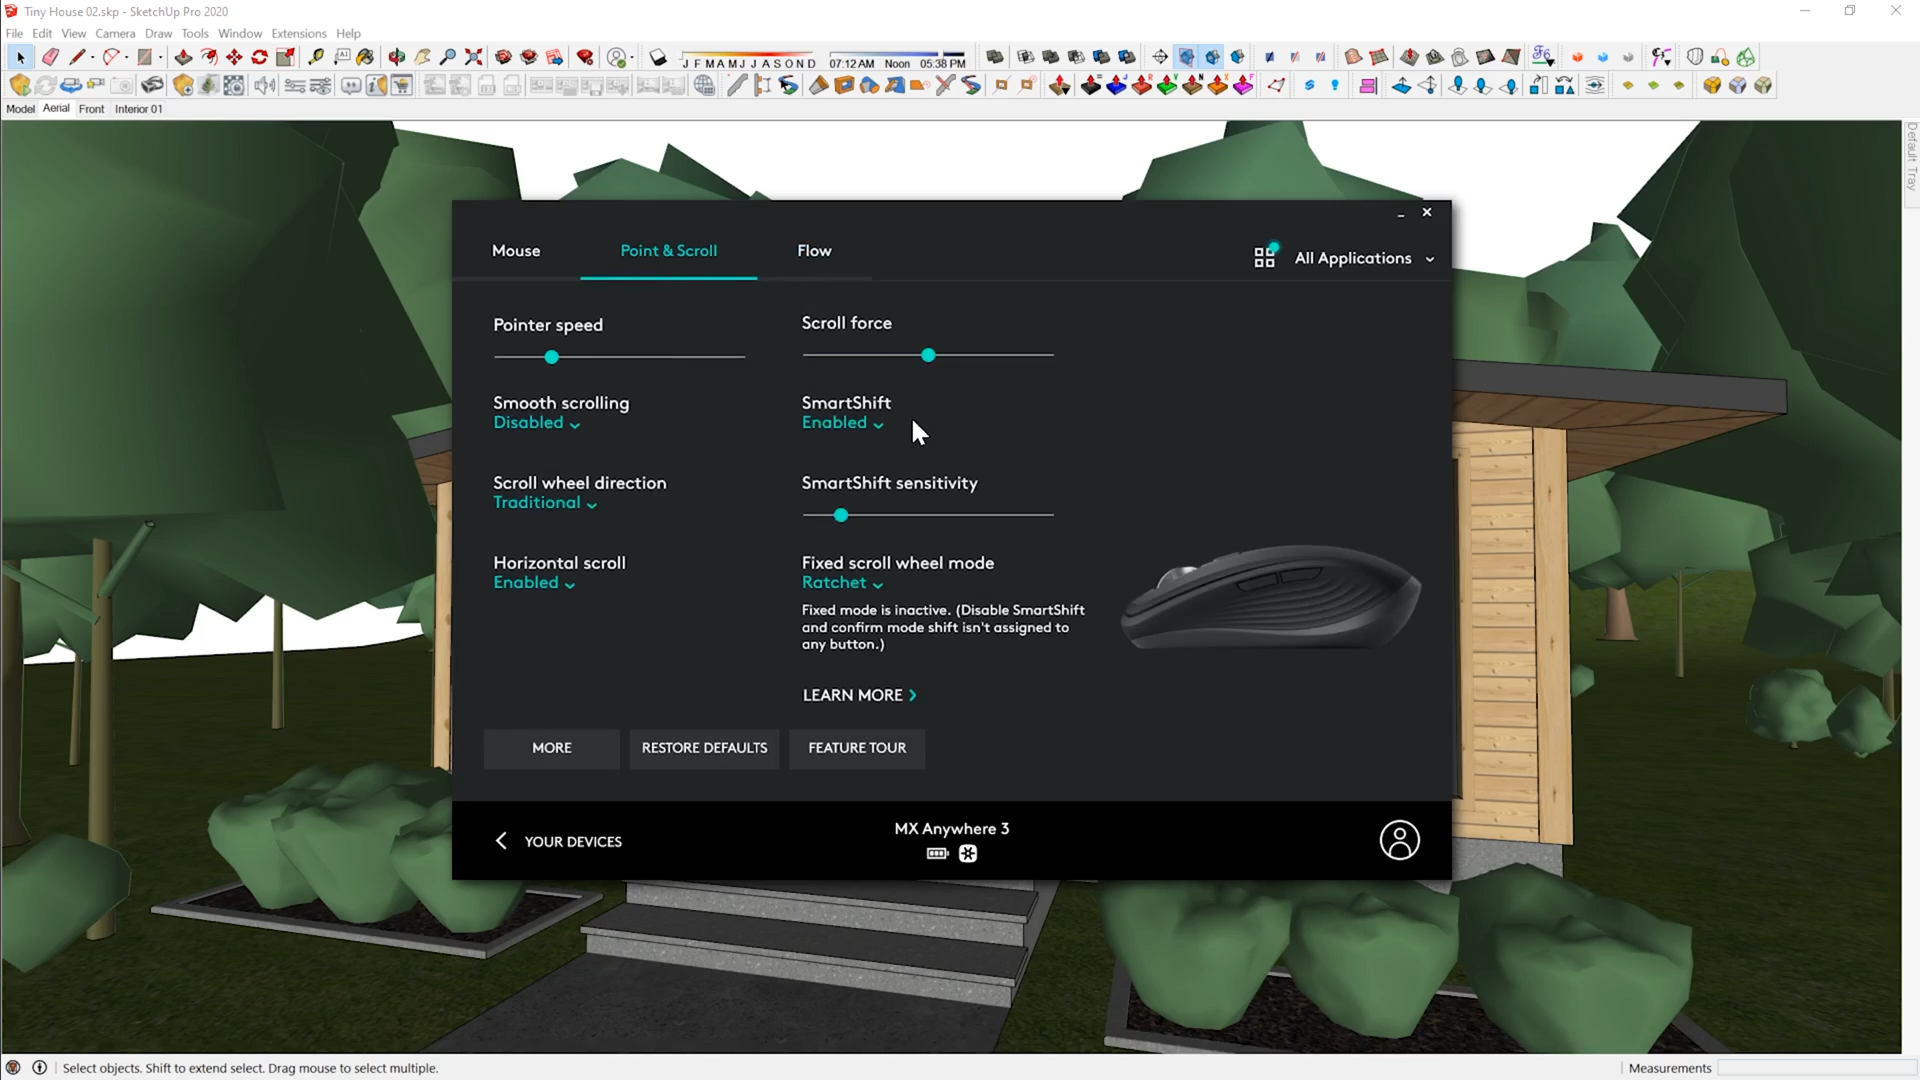 Tiny House 02.skp - SketchUp Pro 2020
File Edit View Camera Draw Tools Window Extensions Help
J F M A M J J A S O N D 07:12 AM Noon 05:38 PM
Model Aerial Front Interior 01
Default Tray
Mouse Point & Scroll Flow All Applications
Pointer speed
Scroll force
Smooth scrolling
Disabled
SmartShift
Enabled
Scroll wheel direction
Traditional
SmartShift sensitivity
Horizontal scroll
Enabled
Fixed scroll wheel mode
Ratchet
Fixed mode is inactive. (Disable SmartShift
and confirm mode shift isn't assigned to
any button.)
LEARN MORE
MORE RESTORE DEFAULTS FEATURE TOUR
YOUR DEVICES
MX Anywhere 3
Select objects. Shift to extend select. Drag mouse to select multiple.
Measurements